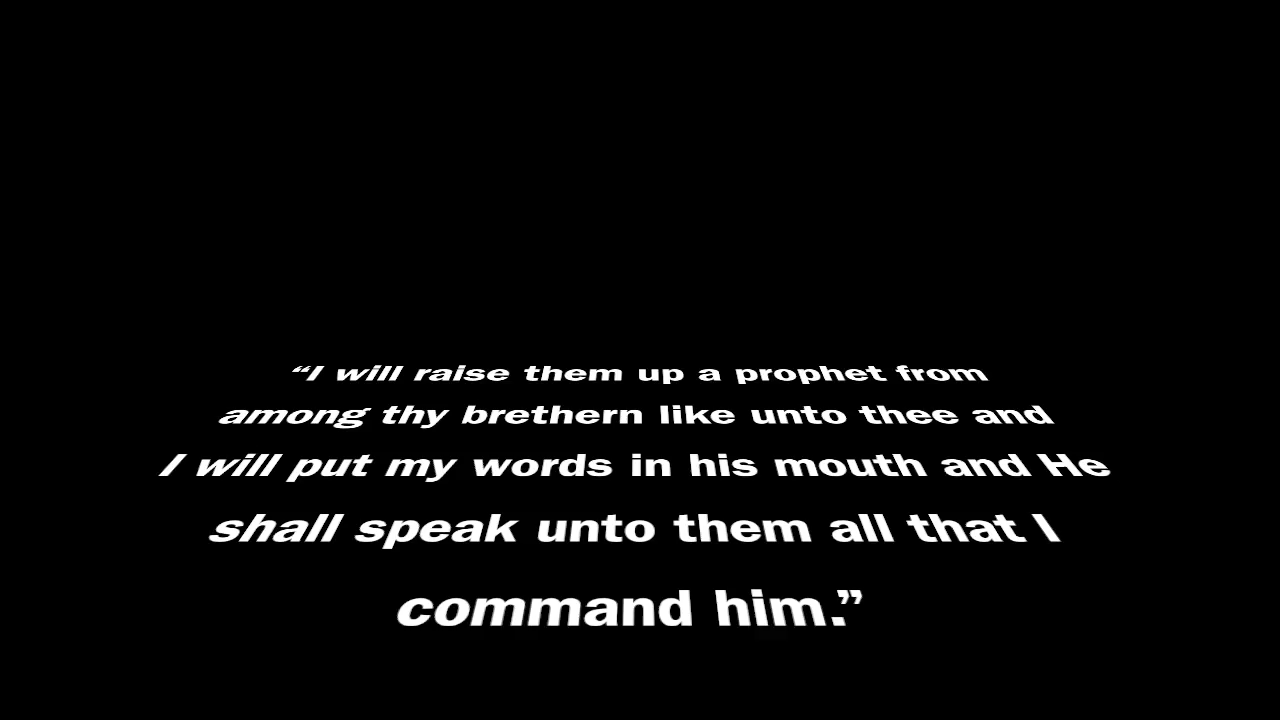 “I will raise them up a prophet from
among thy brethern like unto thee and
I will put my words in his mouth and He
shall speak unto them all that I
command him.”